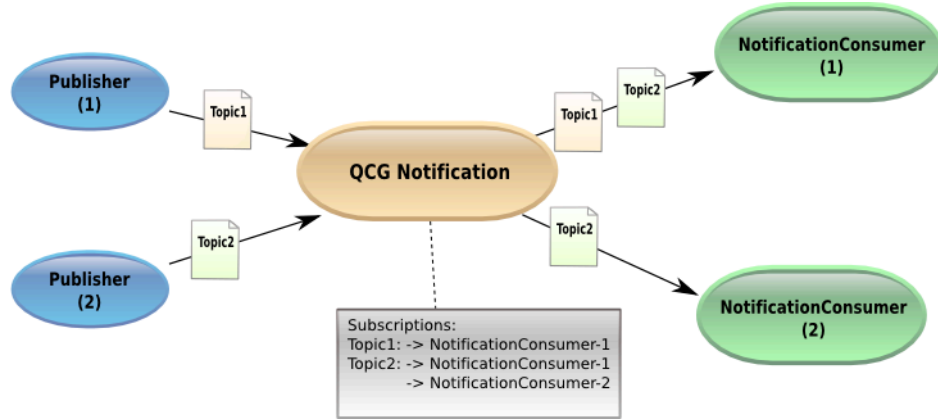 Publisher
(1)
Topic1
QCG Notification
Topic1
Topic2
NotificationConsumer
(1)
Publisher
(2)
Topic2
Topic2
NotificationConsumer
(2)
Subscriptions:
Topic1: -> NotificationConsumer-1
Topic2: -> NotificationConsumer-1
-> NotificationConsumer-2